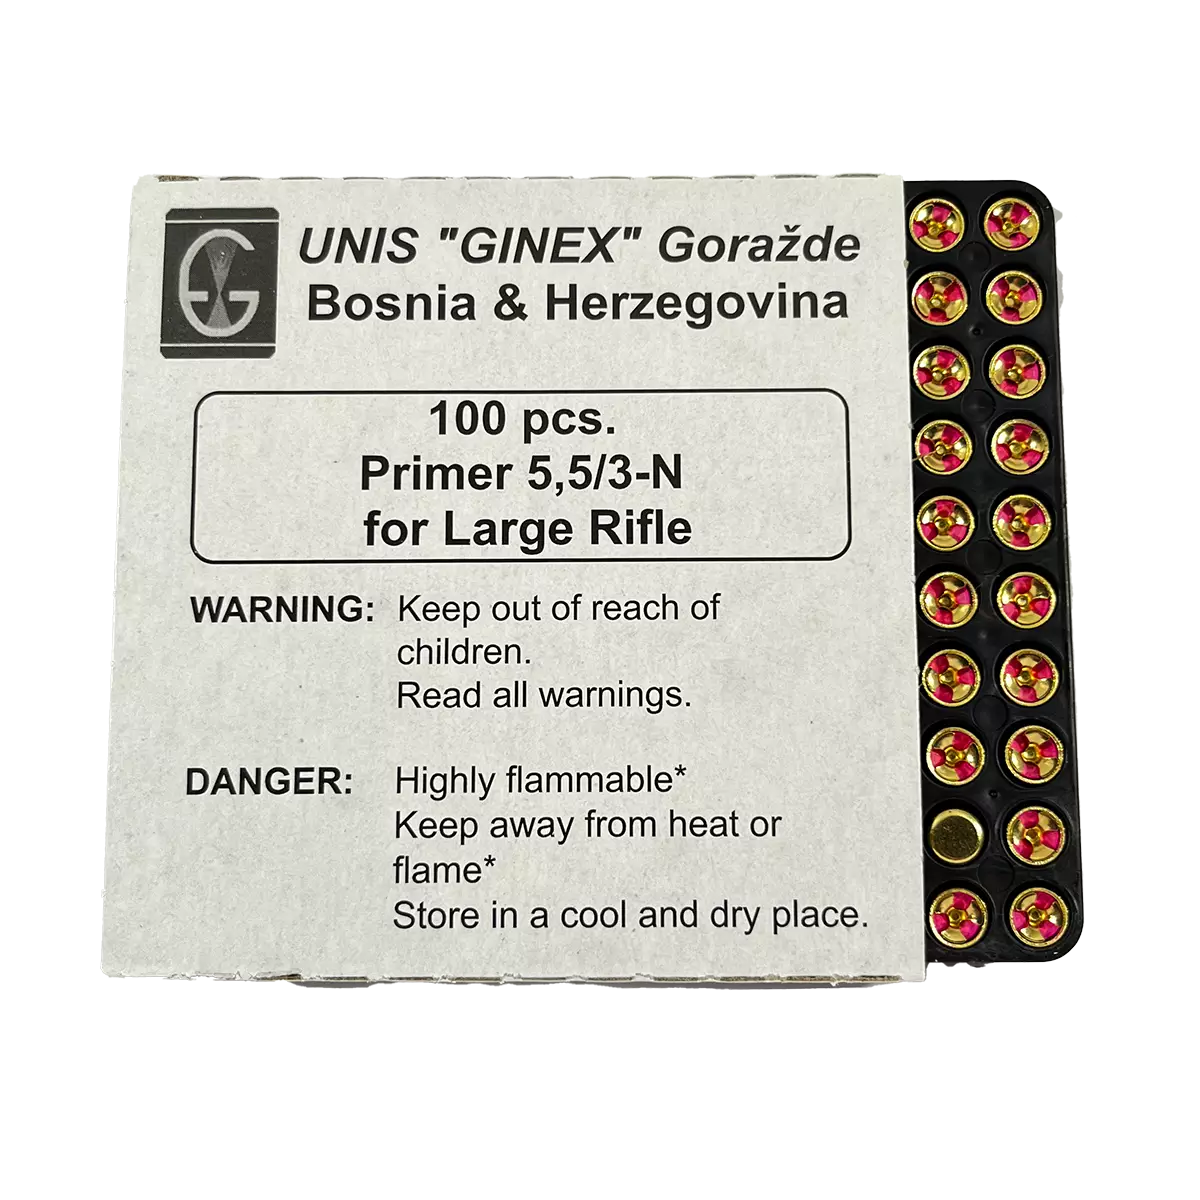 UNIS "GINEX" Goražde
Bosnia & Herzegovina
100 pcs.
Primer 5,5/3-N
for Large Rifle
WARNING: Keep out of reach of
children.
Read all warnings.
DANGER: Highly flammable*
Keep away from heat or
flame*
Store in a cool and dry place.